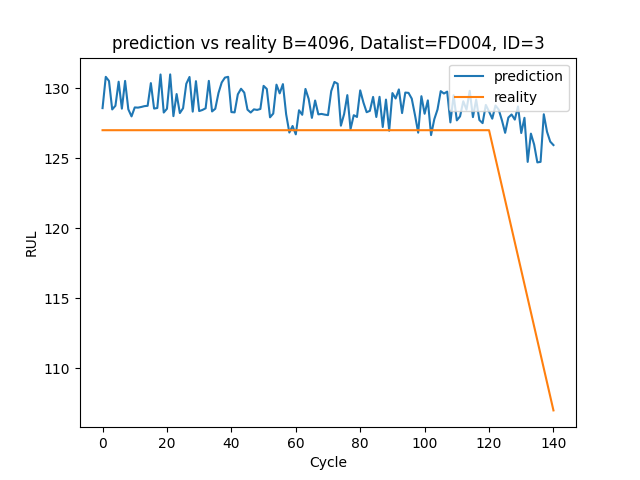 prediction vs reality B=4096, Datalist=FD004, ID=3
prediction
reality
RUL
130
125
120
115
110
0 20 40 60 80 100 120 140
Cycle